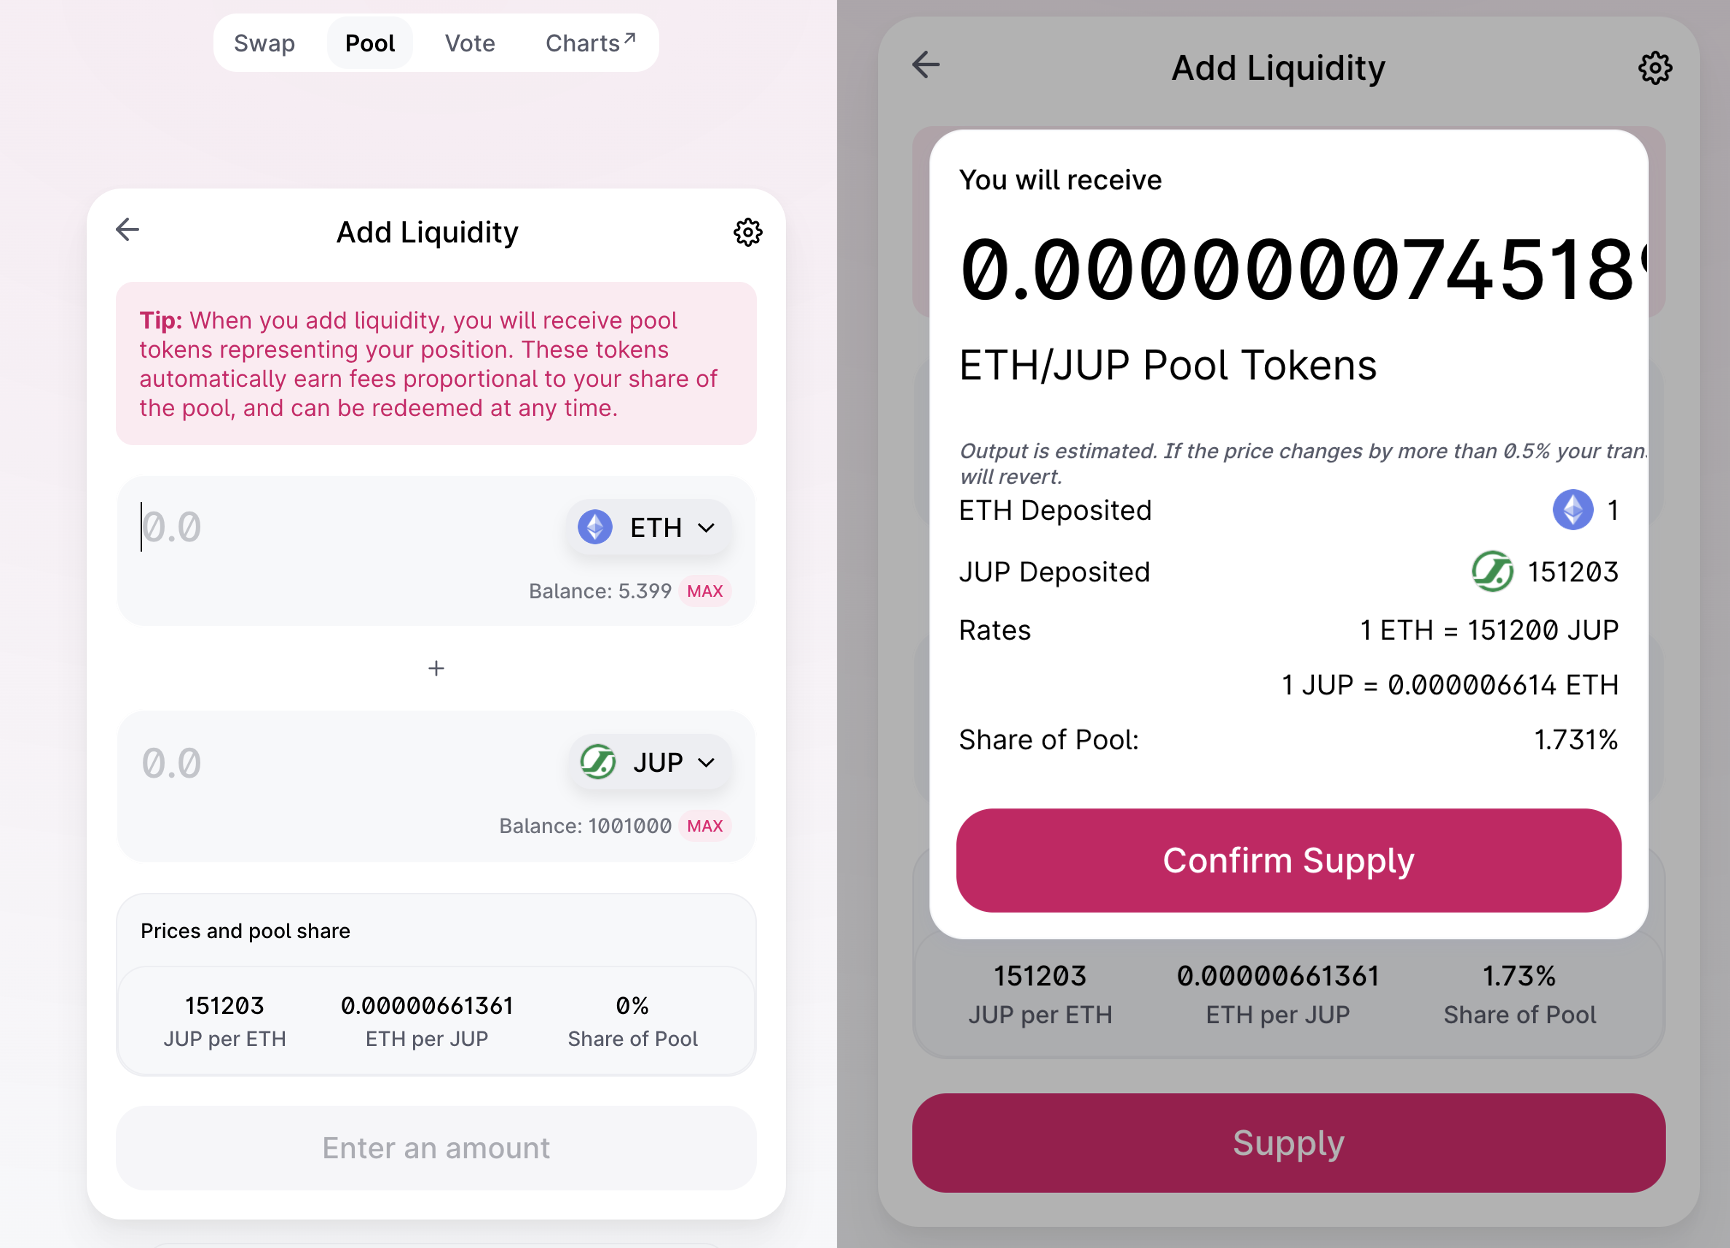 Swap Pool Vote Charts↗
← Add Liquidity
Tip: When you add liquidity, you will receive pool
tokens representing your position. These tokens
automatically earn fees proportional to your share of
the pool, and can be redeemed at any time.
0.0 ETH
Balance: 5.399 MAX
+
0.0 JUP
Balance: 1001000 MAX
Prices and pool share
151203 0.00000661361 0%
JUP per ETH ETH per JUP Share of Pool
Enter an amount
← Add Liquidity
You will receive
0.000000074518
ETH/JUP Pool Tokens
Output is estimated. If the price changes by more than 0.5% your tran
will revert.
ETH Deposited 1
JUP Deposited 151203
Rates 1 ETH = 151200 JUP
1 JUP = 0.000006614 ETH
Share of Pool: 1.731%
Confirm Supply
151203 0.00000661361 1.73%
JUP per ETH ETH per JUP Share of Pool
Supply